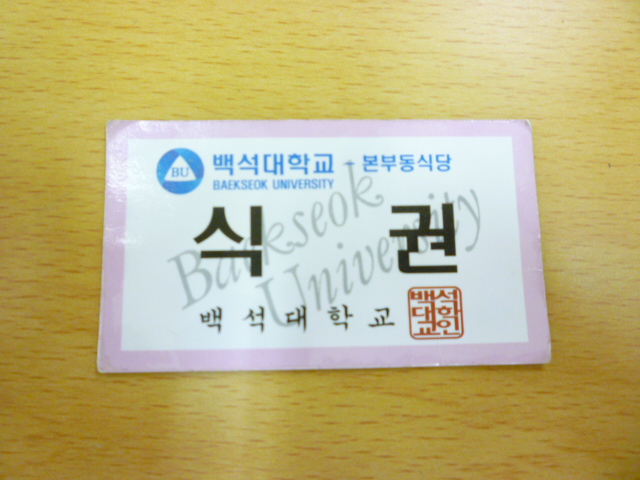 BU 백석대학교 본부동식당
BAEKSEOK UNIVERSITY
식 권
Baekseok
University
백 석 대 학 교
백석
대학
교인